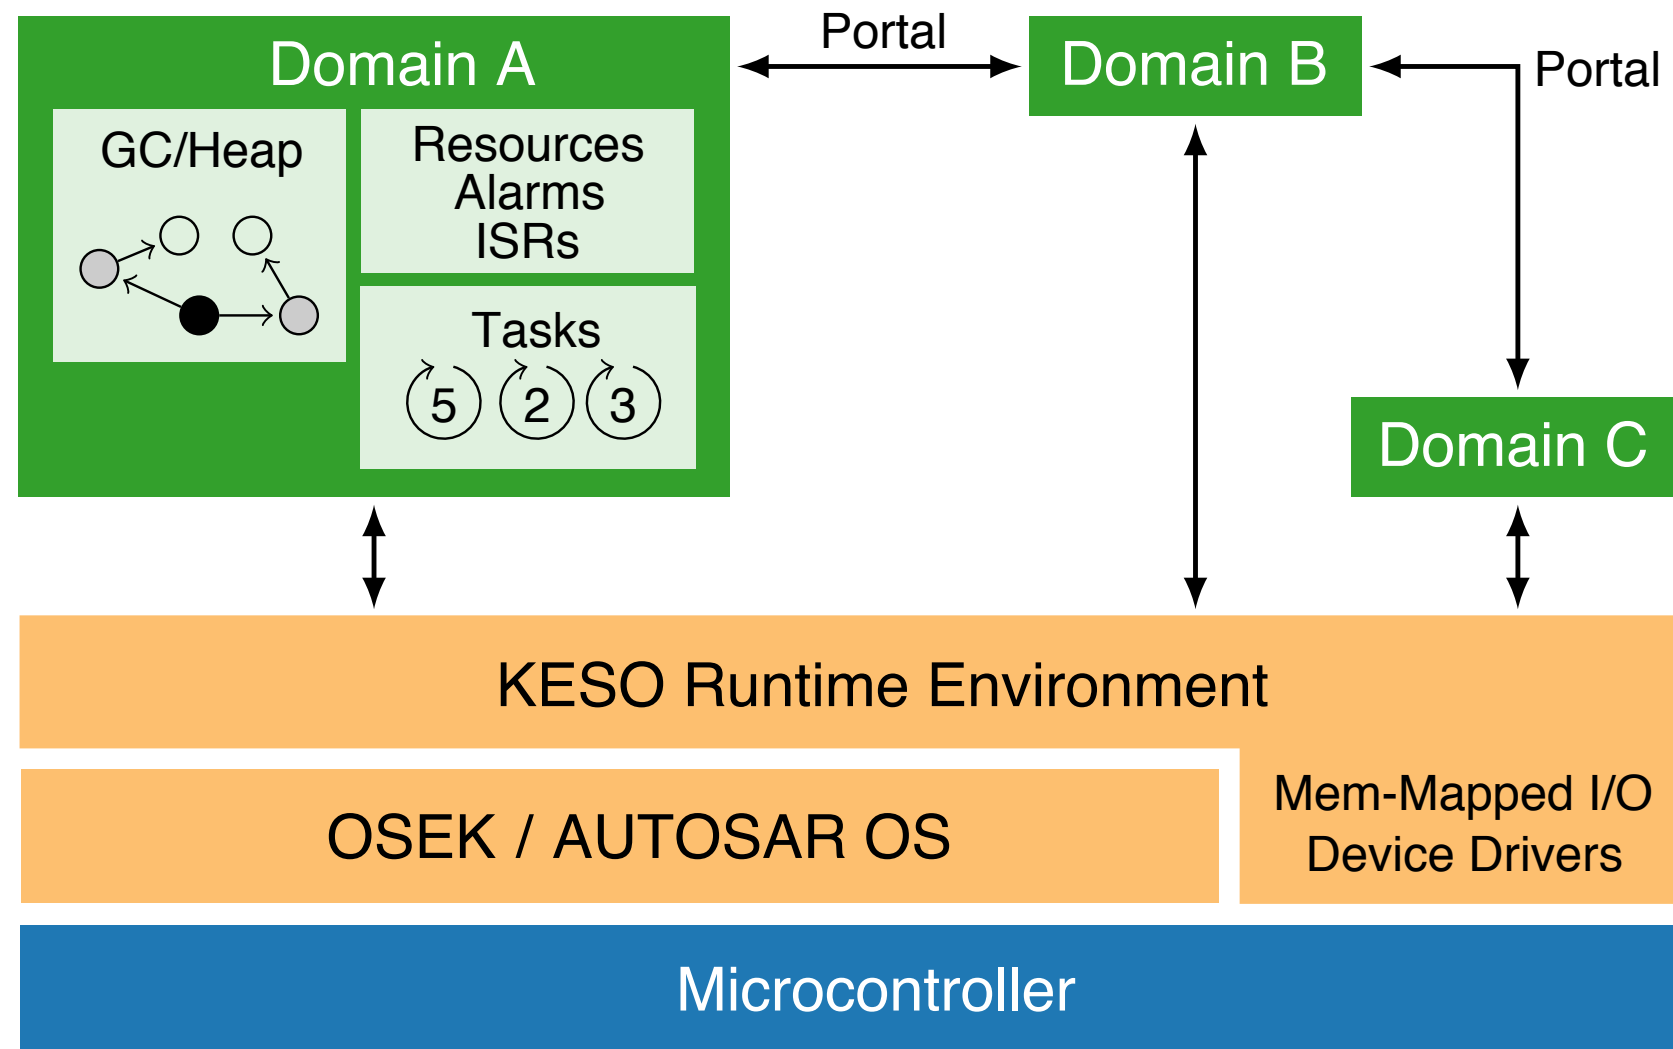 Domain A
Portal
Domain B
Portal
GC/Heap
Resources
Alarms
ISRs
Tasks
5 2 3
Domain C
KESO Runtime Environment
OSEK / AUTOSAR OS
Mem-Mapped I/O
Device Drivers
Microcontroller